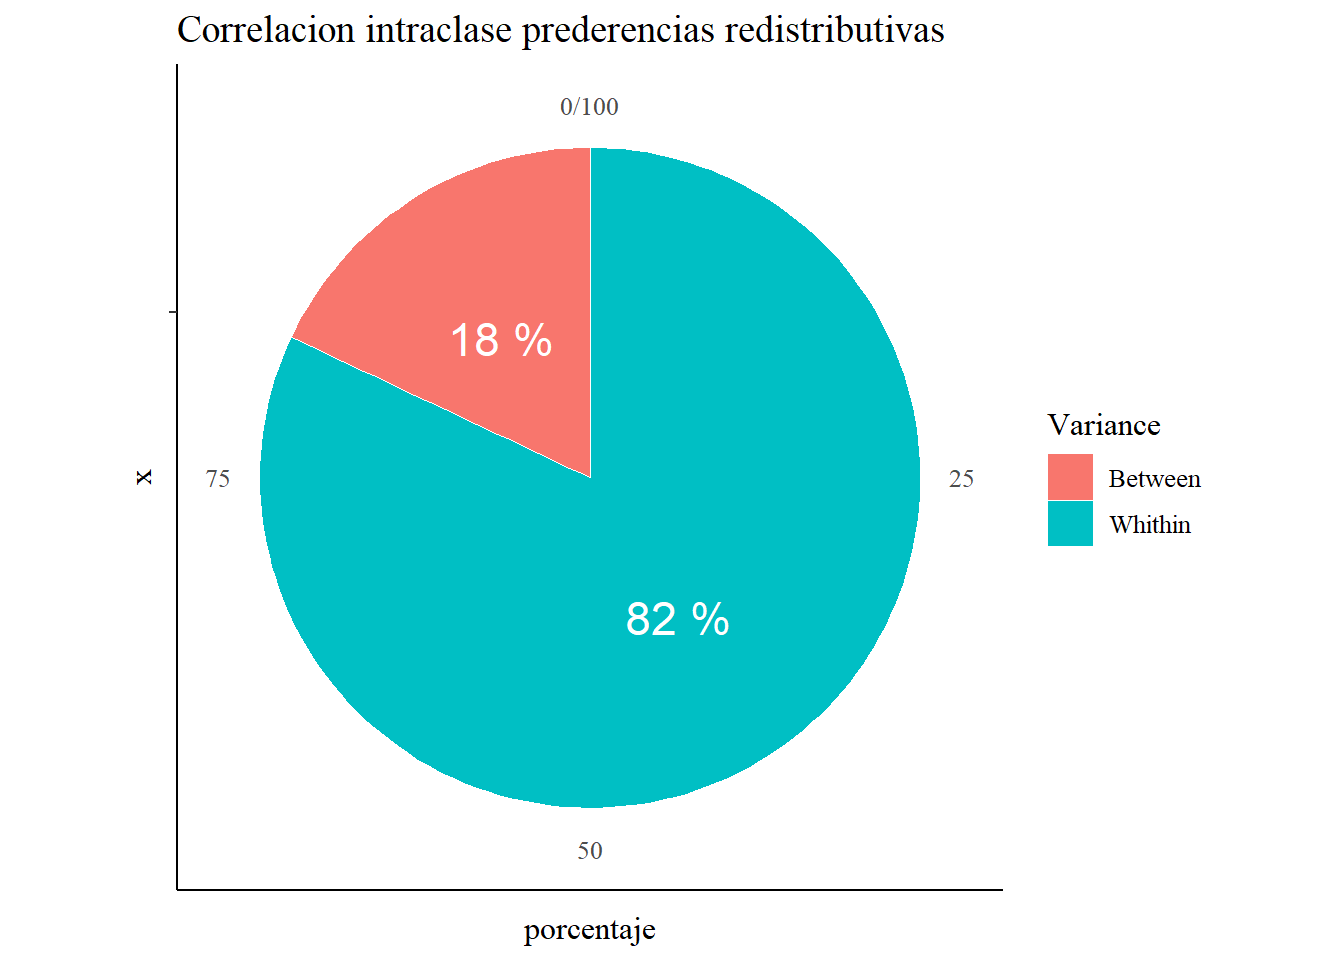 Correlacion intraclase prederencias redistributivas
0/100
18 %
Variance
Between
Whithin
x
75
25
82 %
50
porcentaje